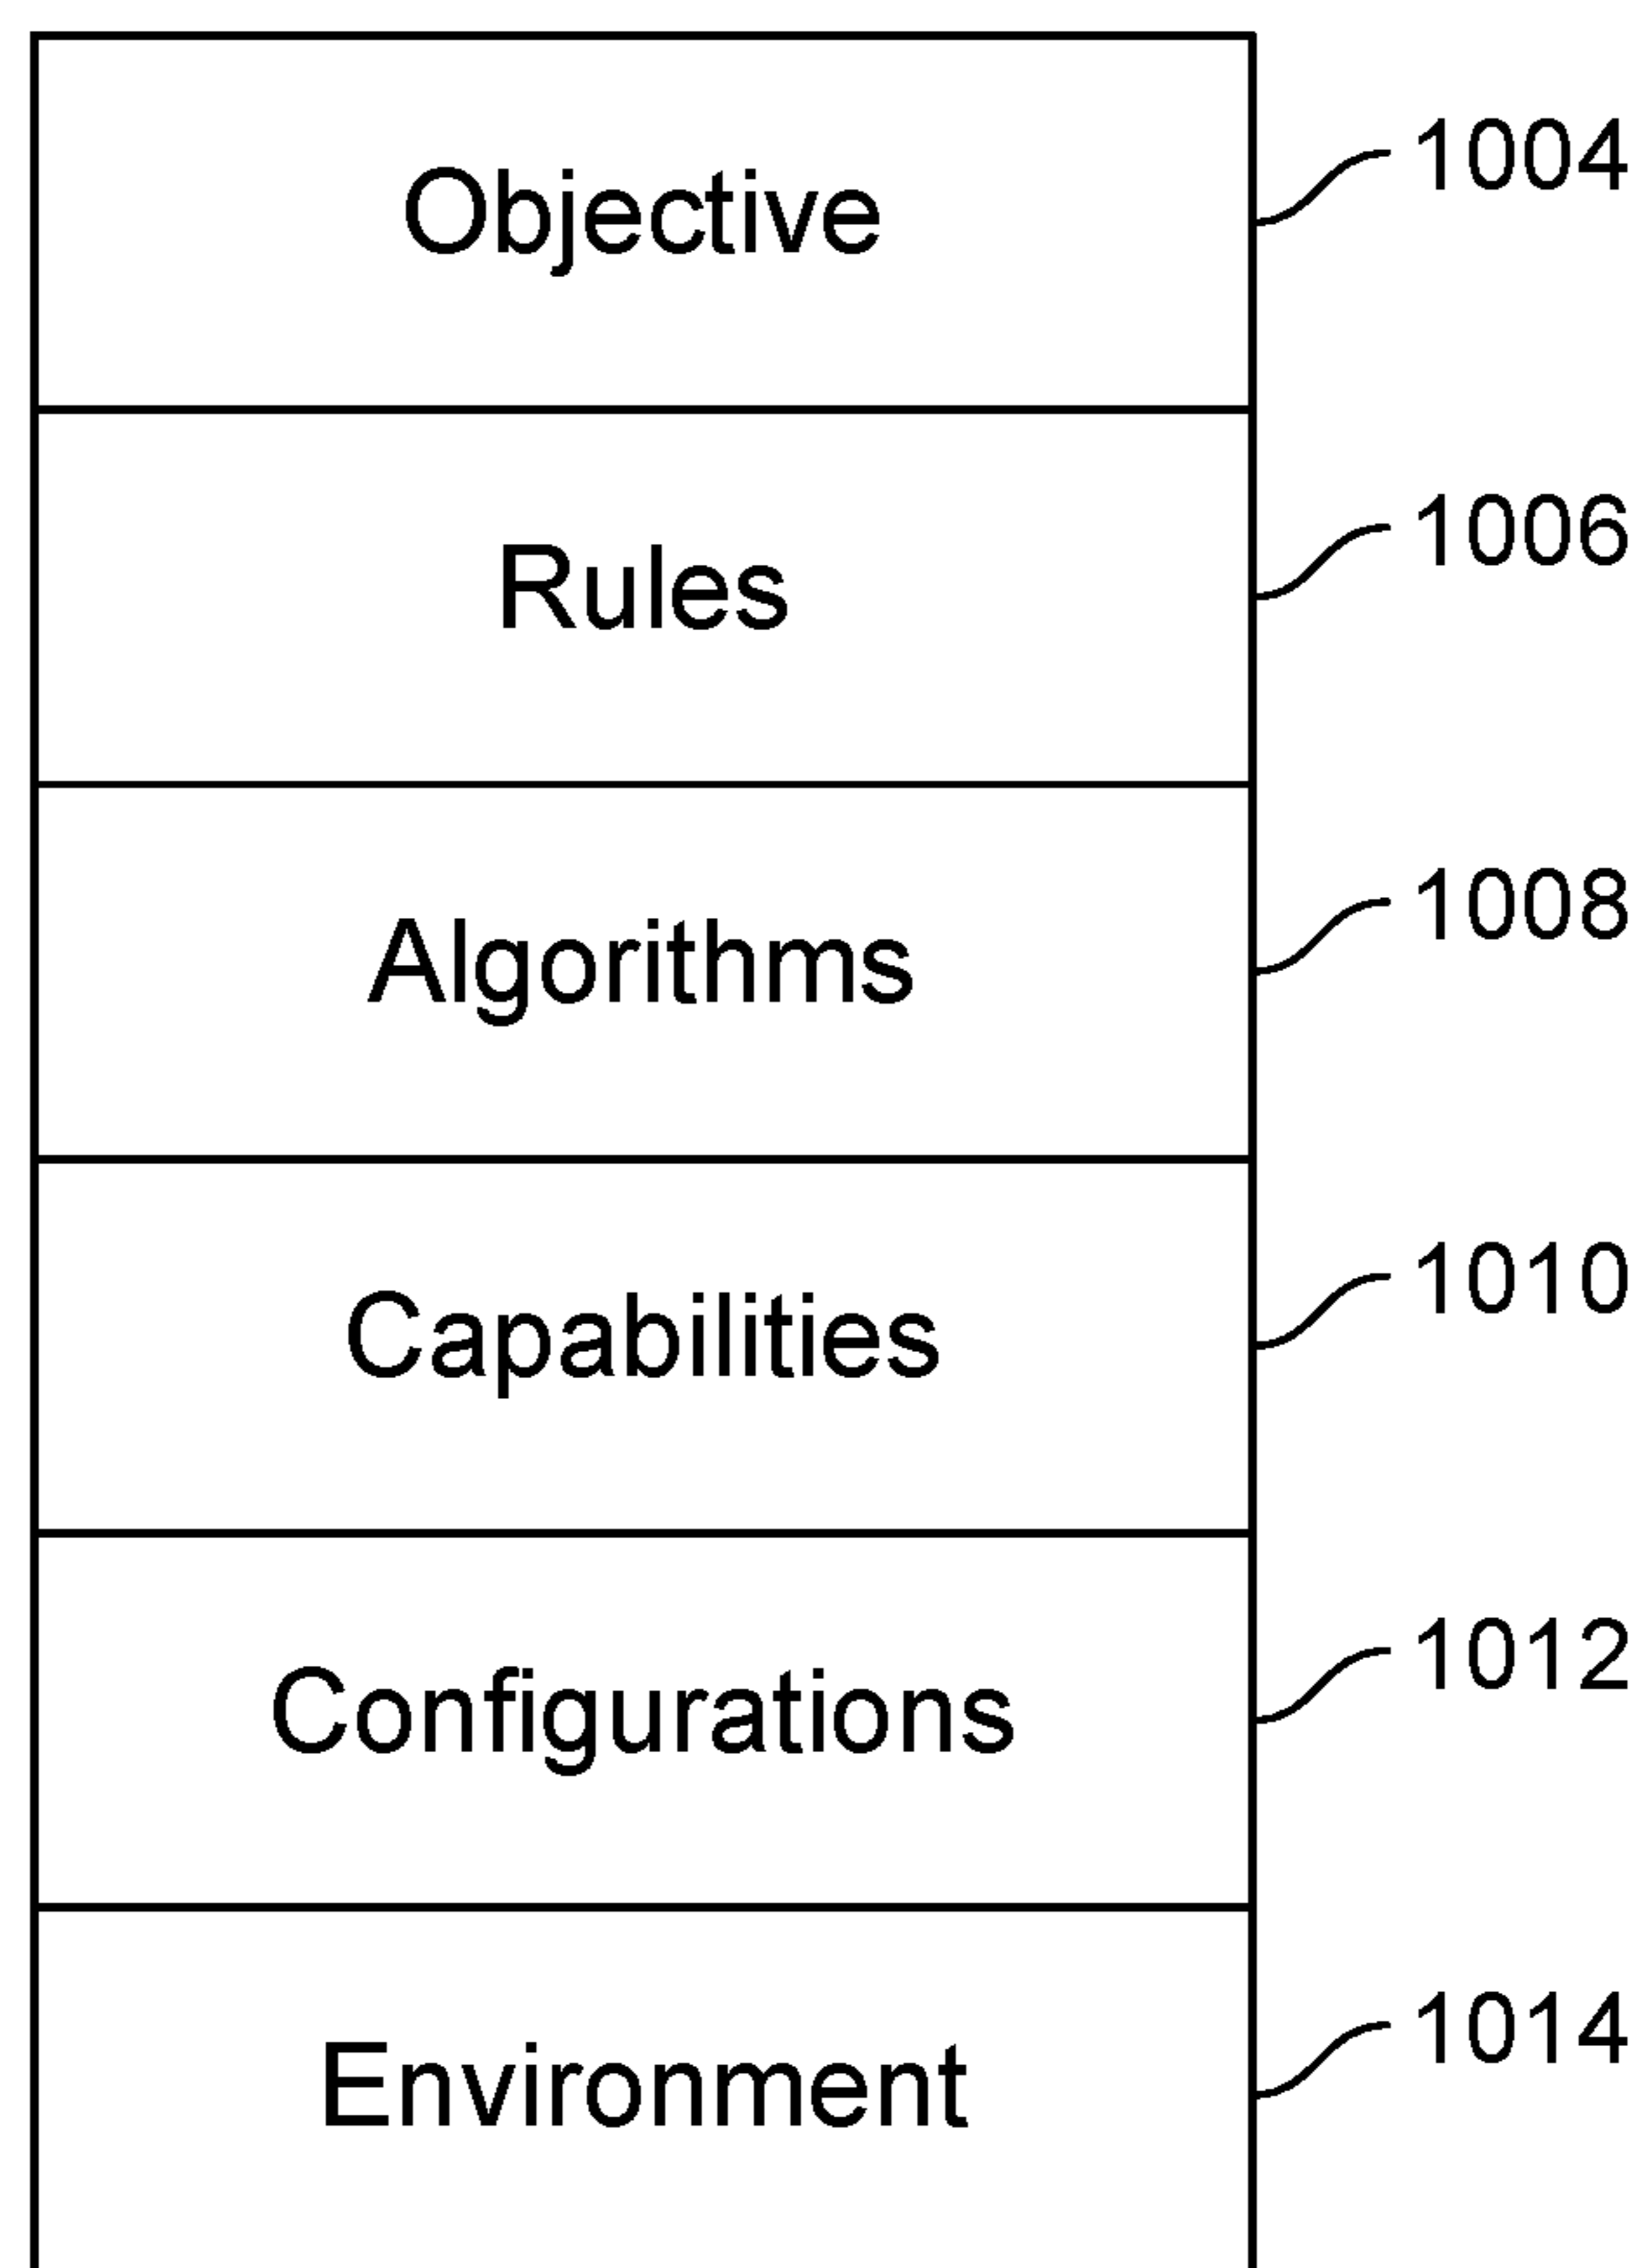 Objective
1004
Rules
1006
Algorithms
1008
Capabilities
1010
Configurations
1012
Environment
1014